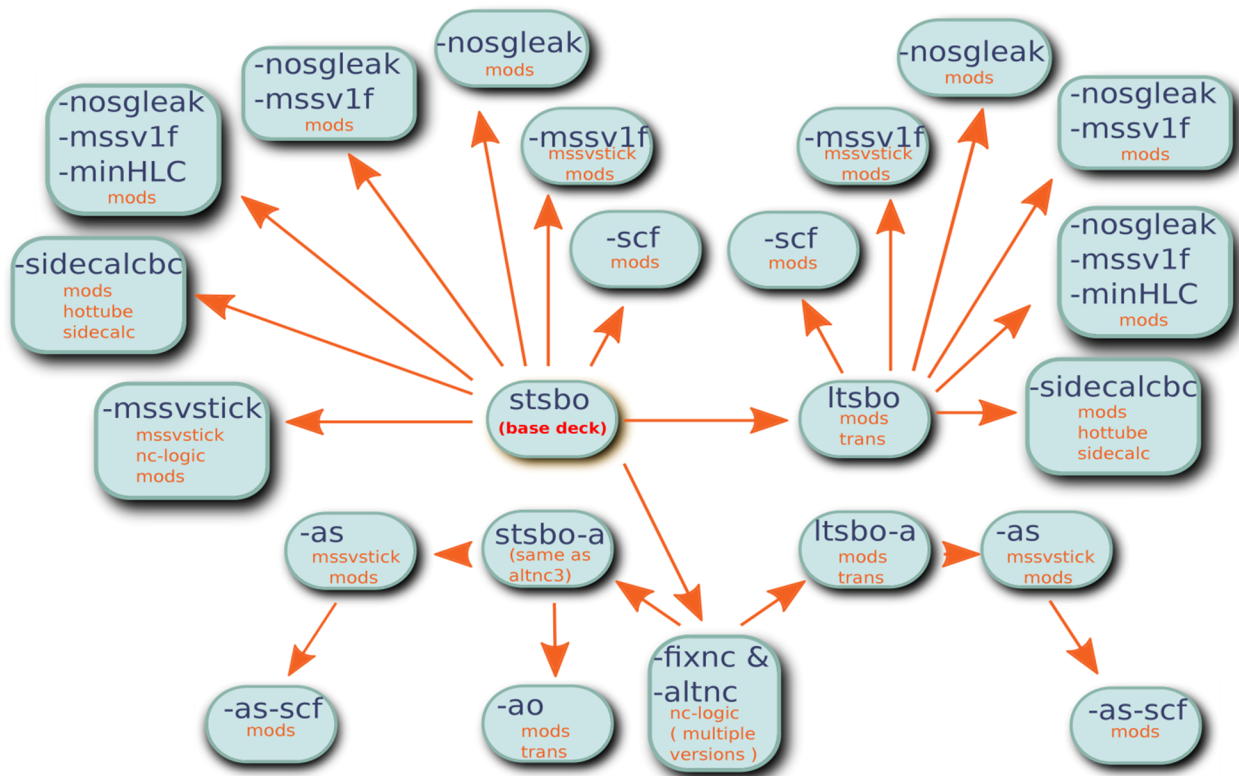 -nosgleak
mods
-nosgleak
mods
-nosgleak
-mssv1f
mods
-nosgleak
-mssv1f
-minHLC
mods
-nosgleak
-mssv1f
mods
-mssv1f
mssvstick
mods
-mssv1f
mssvstick
mods
-scf
mods
-scf
mods
-nosgleak
-mssv1f
-minHLC
mods
-sidecalcbc
mods
hottube
sidecalc
-mssvstick
mssvstick
nc-logic
mods
stsbo
(base deck)
ltsbo
mods
trans
-sidecalcbc
mods
hottube
sidecalc
-as
mssvstick
mods
stsbo-a
(same as
altnc3)
ltsbo-a
mods
trans
-as
mssvstick
mods
-as-scf
mods
-ao
mods
trans
-fixnc &
-altnc
nc-logic
( multiple
versions )
-as-scf
mods